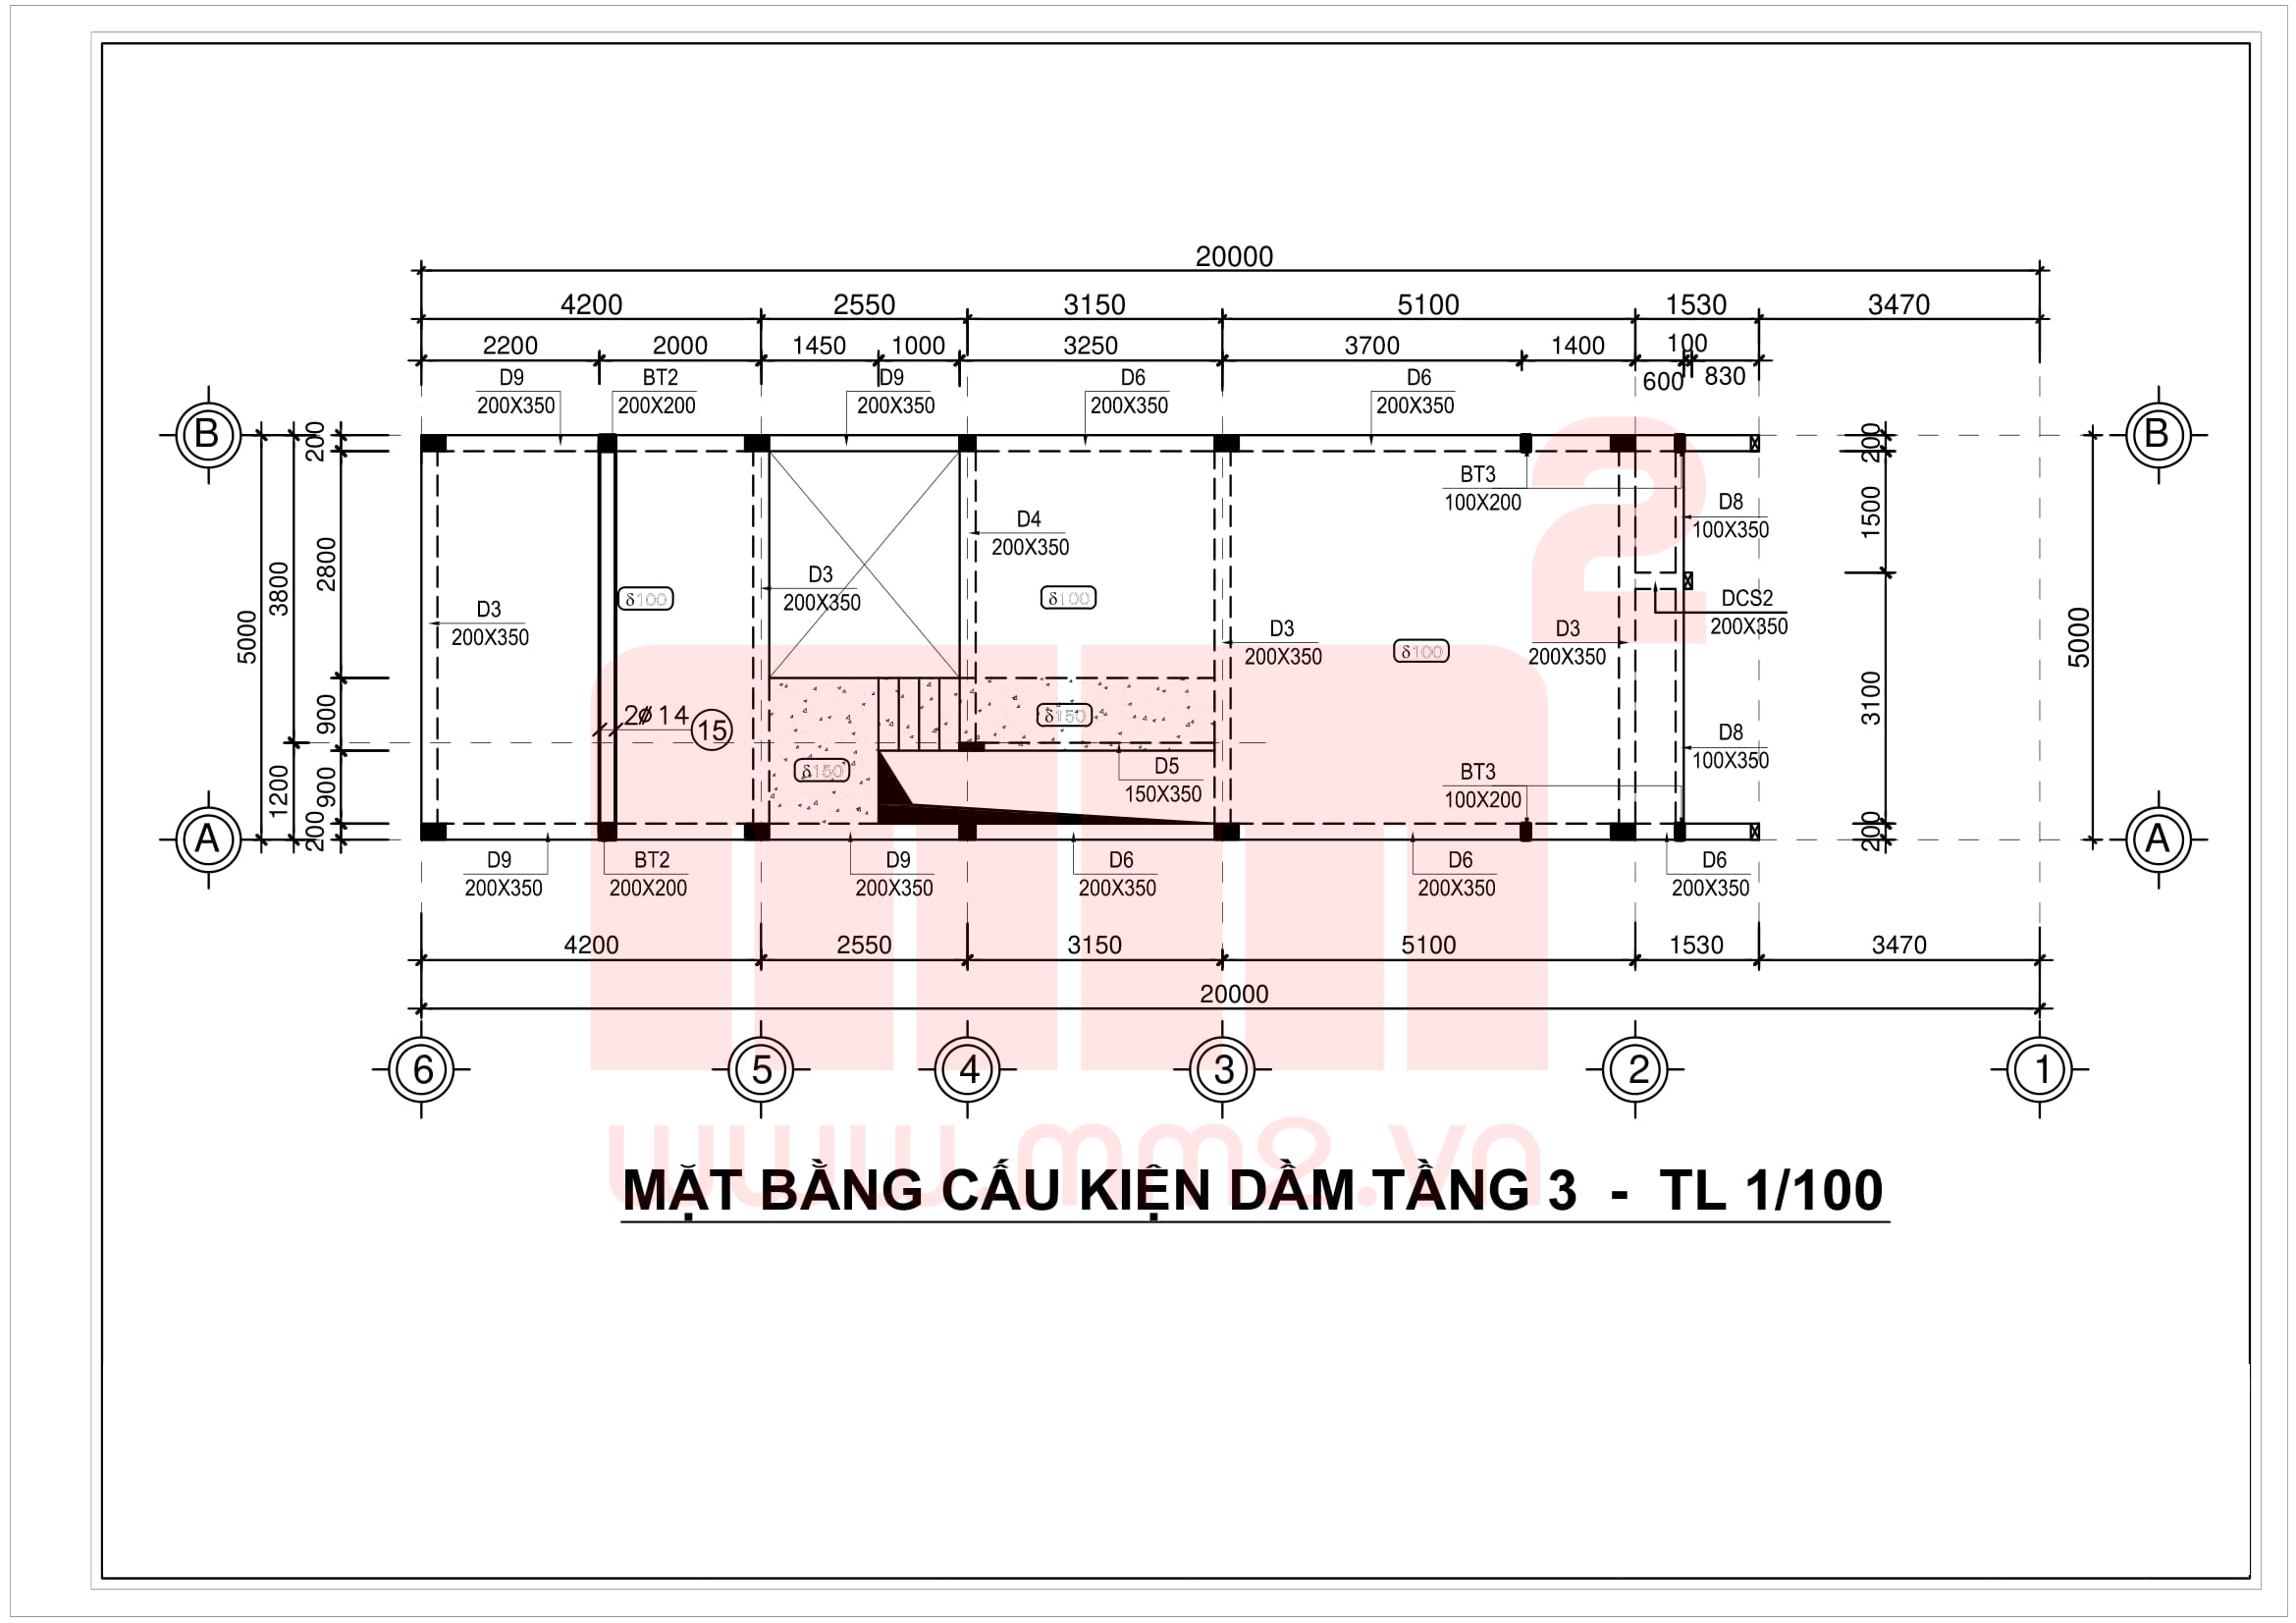 20000
4200 2550 3150 5100 1530 3470
2200 2000 1450 1000 3250 3700 1400 100
600 830
D9 BT2 D9 D6 D6
200X350 200X200 200X350 200X350 200X350
B 200 200 B
BT3
100X200
D8
100X350
1500
D4
200X350
2800
3800
D3
200X350
δ100
δ100
D3
200X350
DCS2
200X350
5000
D3
200X350
D3
200X350
δ100
5000
900
2ø14 15
δ150
3100
D8
100X350
1200
900
δ150
D5
150X350
BT3
100X200
A 200 200 A
D9 BT2 D9 D6 D6 D6
200X350 200X200 200X350 200X350 200X350 200X350
4200 2550 3150 5100 1530 3470
20000
6 5 4 3 2 1
m2
www.mm2.vn
MẶT BẰNG CẤU KIỆN DẦM TẦNG 3 - TL 1/100